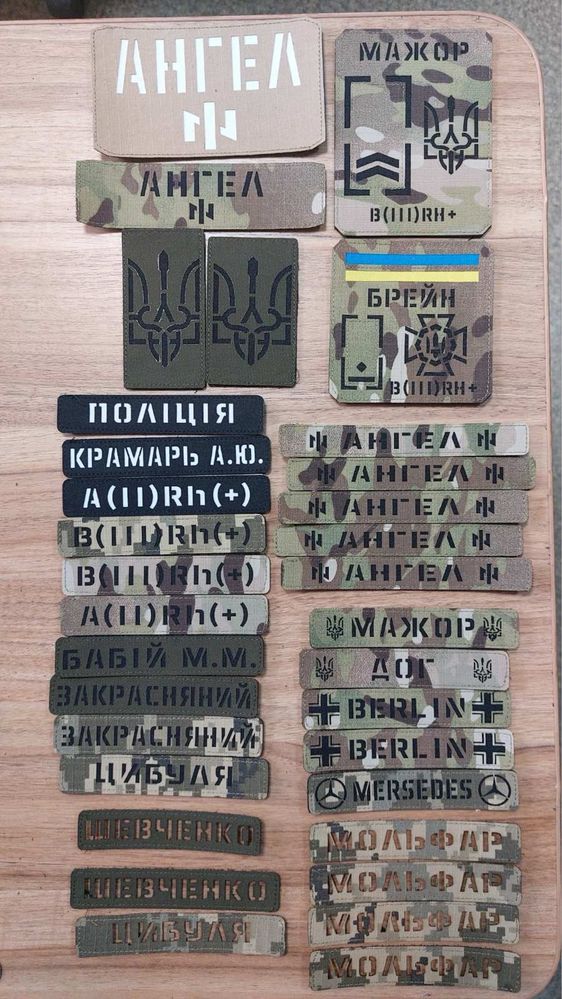 АНГЕЛ
АНГЕЛ
МАЖОР
B(III)RH+
БРЕЙН
B(III)RH+
ПОЛІЦІЯ
КРАМАРЬ А.Ю.
A(II)Rh(+)
B(III)Rh(+)
B(III)Rh(+)
A(II)Rh(+)
БАБІЙ М.М.
ЗАКРАСНЯНИЙ
ЗАКРАСНЯНИЙ
ЦИБУЛЯ
ШЕВЧЕНКО
ШЕВЧЕНКО
ЦИБУЛЯ
АНГЕЛ
АНГЕЛ
АНГЕЛ
АНГЕЛ
АНГЕЛ
МАЖОР
ДОГ
BERLIN
BERLIN
MERSEDES
МОЛЬФАР
МОЛЬФАР
МОЛЬФАР
МОЛЬФАР